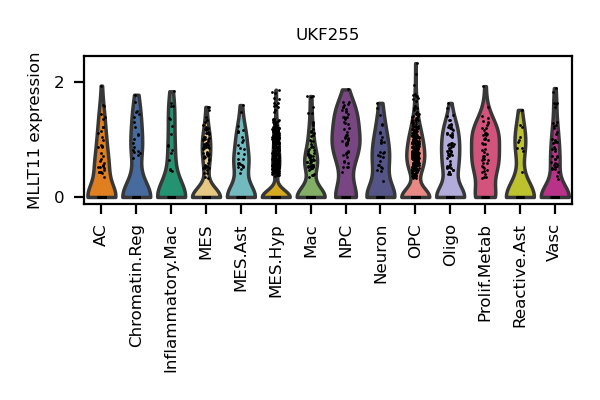 UKF255
MLLT11 expression
2
0
AC
Chromatin.Reg
Inflammatory.Mac
MES
MES.Ast
MES.Hyp
Mac
NPC
Neuron
OPC
Oligo
Prolif.Metab
Reactive.Ast
Vasc